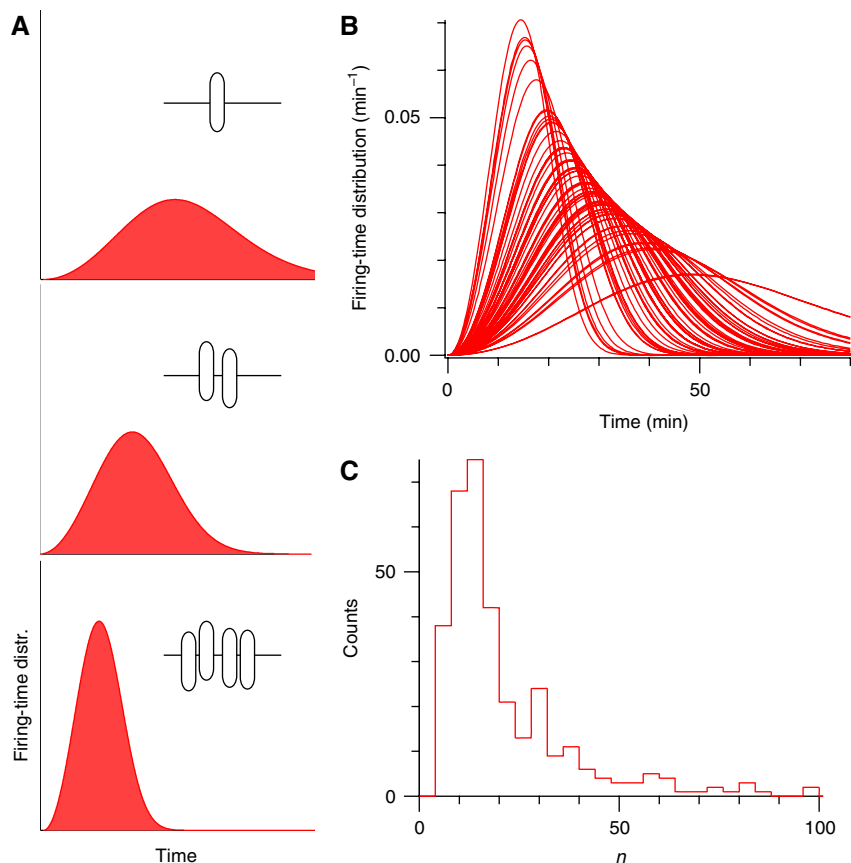 A
Firing-time distr.
Time
B
Firing-time distribution (min⁻¹)
0.05
0.00
0
50
Time (min)
C
Counts
50
0
0
50
100
n